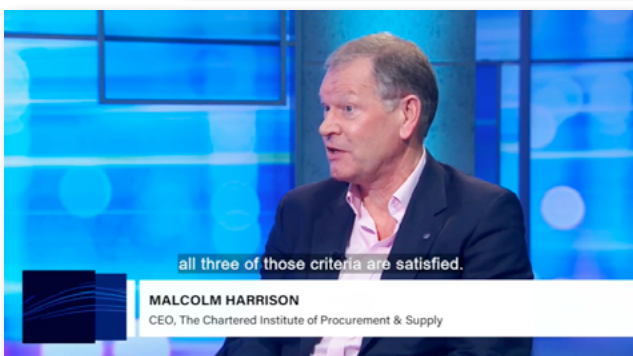 all three of those criteria are satisfied.
MALCOLM HARRISON
CEO, The Chartered Institute of Procurement & Supply